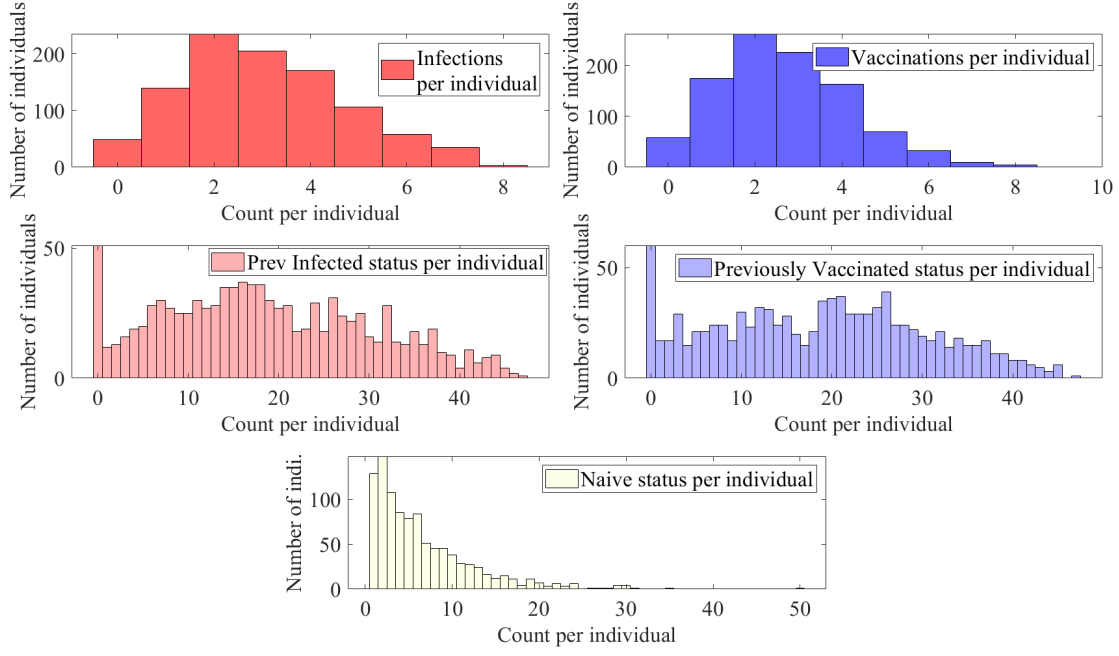 Number of individuals
200
100
0
Infections
per individual
0 2 4 6 8
Count per individual
Number of individuals
200
100
0
Vaccinations per individual
0 2 4 6 8 10
Count per individual
Number of individuals
50
0
Prev Infected status per individual
0 10 20 30 40
Count per individual
Number of individuals
50
0
Previously Vaccinated status per individual
0 10 20 30 40
Count per individual
Number of indi.
100
50
0
Naive status per individual
0 10 20 30 40 50
Count per individual